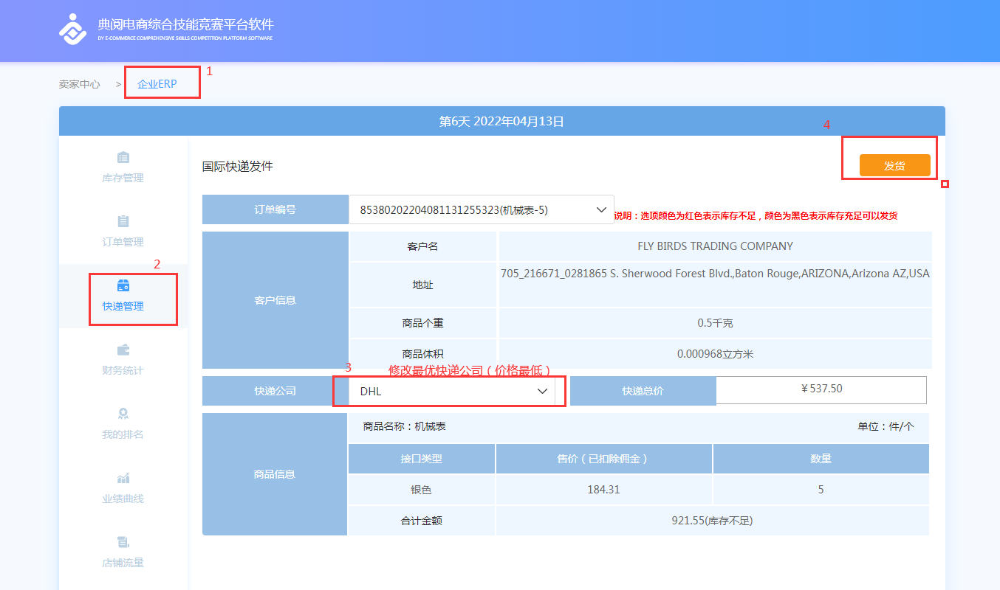 典阅电商综合技能竞赛平台软件
DY E-COMMERCE COMPREHENSIVE SKILLS COMPETITION PLATFORM SOFTWARE
卖家中心 > 企业ERP 1
第6天 2022年04月13日
4
库存管理
订单管理
2
快递管理
财务统计
我的排名
业绩曲线
店铺流量
国际快递发件
发货
订单编号 85380202204081131255323(机械表-5) 说明：选项颜色为红色表示库存不足，颜色为黑色表示库存充足可以发货
客户信息
客户名 FLY BIRDS TRADING COMPANY
地址 705_216671_0281865 S. Sherwood Forest Blvd.,Baton Rouge,ARIZONA,Arizona AZ,USA
商品个重 0.5千克
商品体积 0.000968立方米
3 修改最优快递公司（价格最低）
快递公司 DHL 快递总价 ￥537.50
商品信息
商品名称：机械表 单位：件/个
接口类型 售价（已扣除佣金） 数量
银色 184.31 5
合计金额 921.55(库存不足)